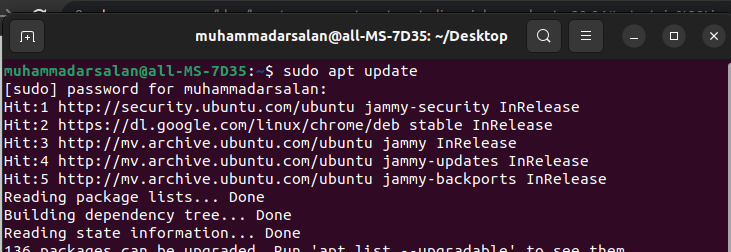 muhammadarsalan@all-MS-7D35: ~/Desktop
muhammadarsalan@all-MS-7D35:~$ sudo apt update
[sudo] password for muhammadarsalan:
Hit:1 http://security.ubuntu.com/ubuntu jammy-security InRelease
Hit:2 https://dl.google.com/linux/chrome/deb stable InRelease
Hit:3 http://mv.archive.ubuntu.com/ubuntu jammy InRelease
Hit:4 http://mv.archive.ubuntu.com/ubuntu jammy-updates InRelease
Hit:5 http://mv.archive.ubuntu.com/ubuntu jammy-backports InRelease
Reading package lists... Done
Building dependency tree... Done
Reading state information... Done
136 packages can be upgraded. Run 'apt list --upgradable' to see them